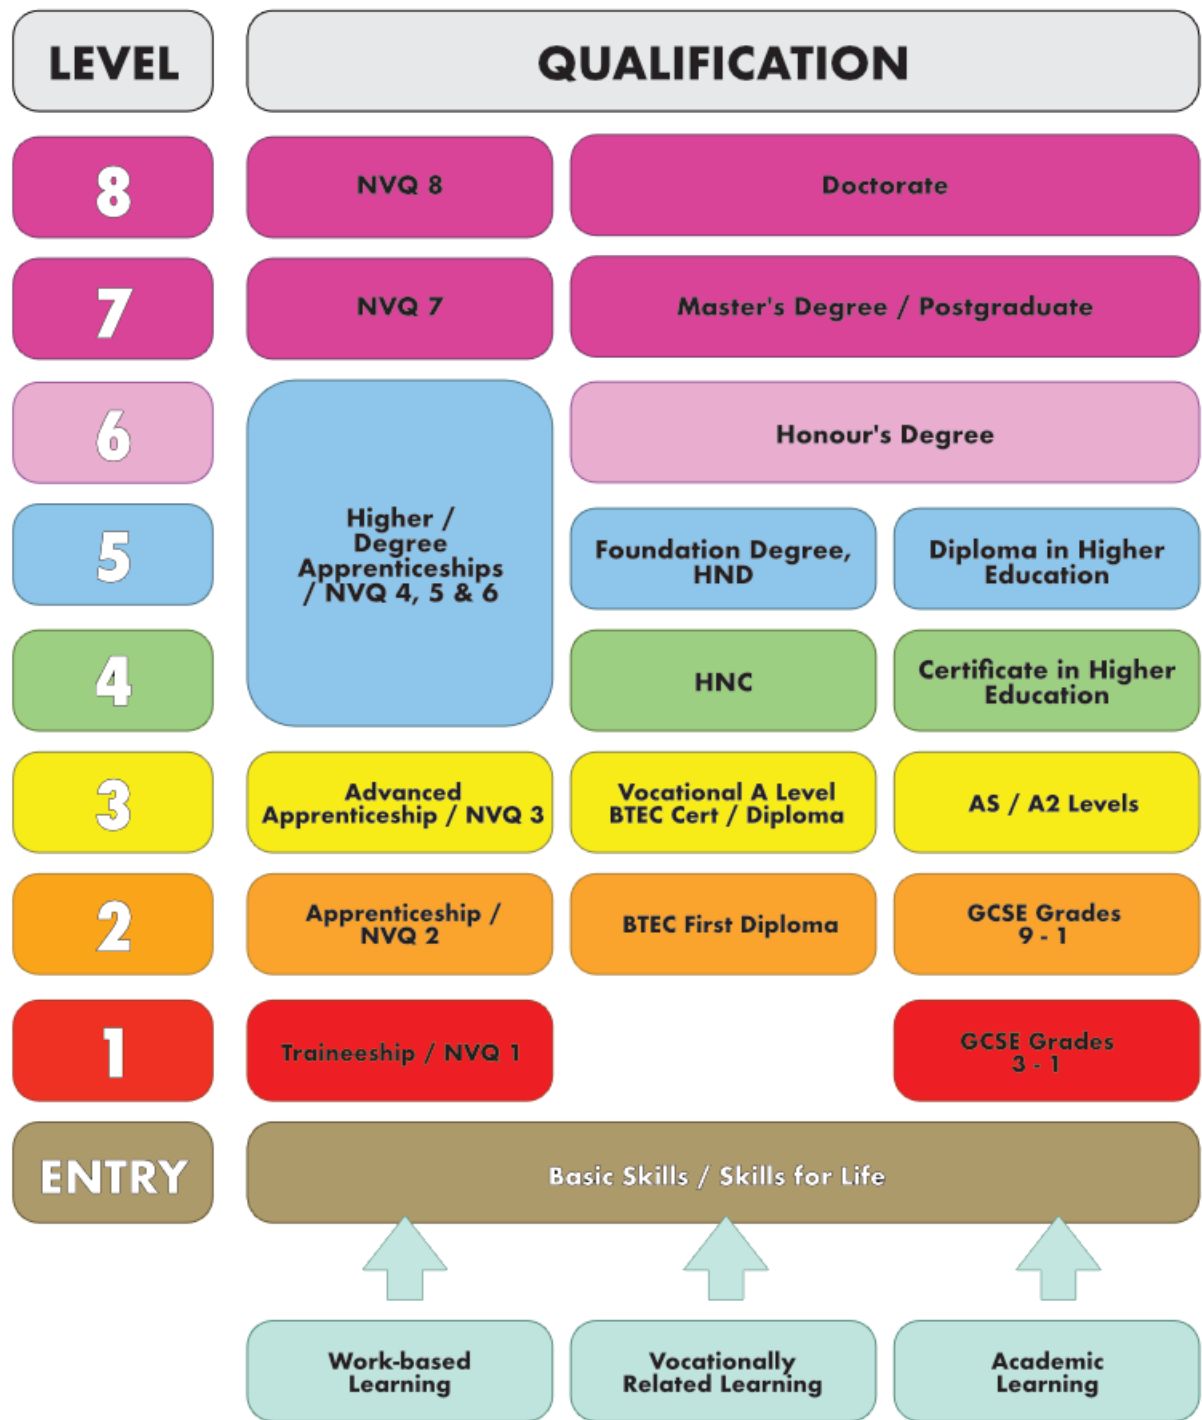 LEVEL
QUALIFICATION
8
NVQ 8
Doctorate
7
NVQ 7
Master's Degree / Postgraduate
6
Honour's Degree
Higher /
Degree
Apprenticeships
/ NVQ 4, 5 & 6
5
Foundation Degree,
HND
Diploma in Higher
Education
4
HNC
Certificate in Higher
Education
3
Advanced
Apprenticeship / NVQ 3
Vocational A Level
BTEC Cert / Diploma
AS / A2 Levels
2
Apprenticeship /
NVQ 2
BTEC First Diploma
GCSE Grades
9 - 1
1
Traineeship / NVQ 1
GCSE Grades
3 - 1
ENTRY
Basic Skills / Skills for Life
Work-based
Learning
Vocationally
Related Learning
Academic
Learning